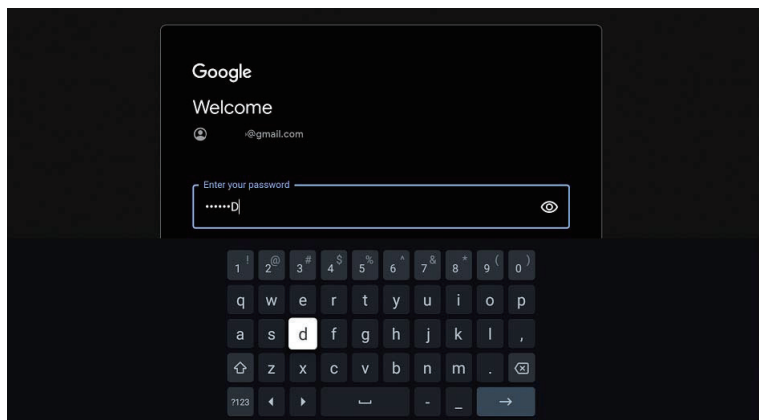 Google
Welcome
@gmail.com
Enter your password
••••••D
1 ! 2 @ 3 # 4 $ 5 % 6 ^ 7 & 8 * 9 ( 0 )
q w e r t y u i o p
a s d f g h j k l ,
z x c v b n m .
?123 - _